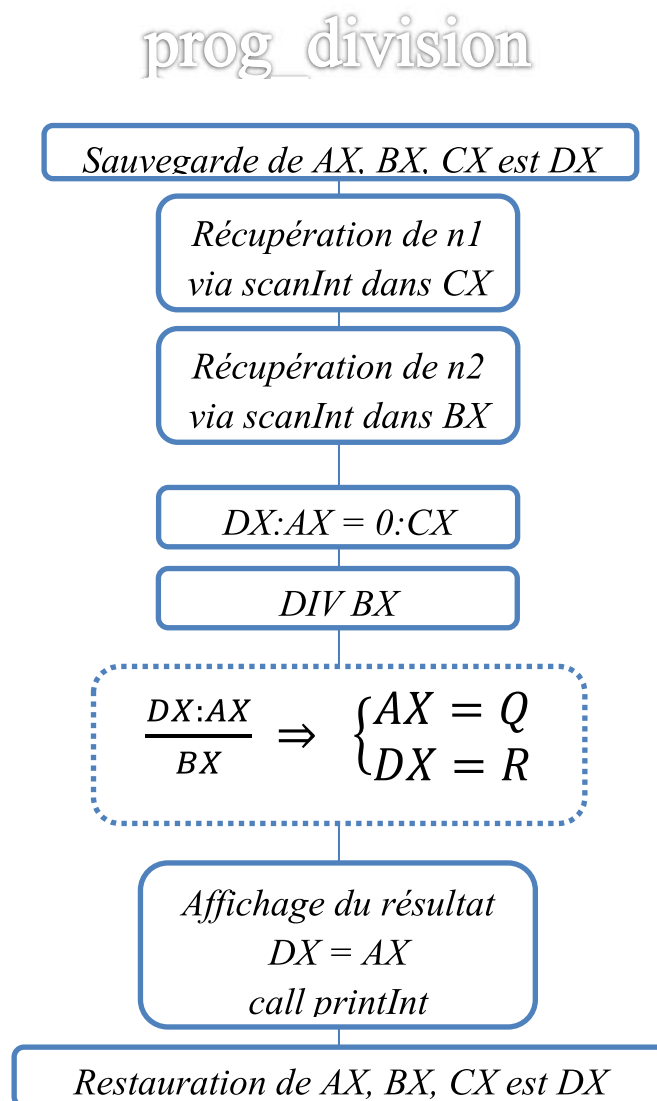 prog_division
Sauvegarde de AX, BX, CX est DX
Récupération de n1
via scanInt dans CX
Récupération de n2
via scanInt dans BX
DX:AX = 0:CX
DIV BX
DX:AX / BX ⇒ { AX = Q
DX = R
Affichage du résultat
DX = AX
call printInt
Restauration de AX, BX, CX est DX